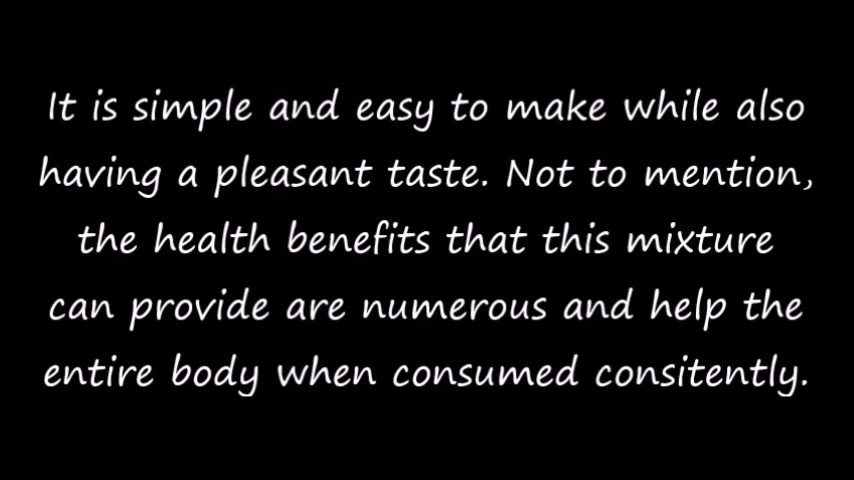 It is simple and easy to make while also
having a pleasant taste. Not to mention,
the health benefits that this mixture
can provide are numerous and help the
entire body when consumed consitently.